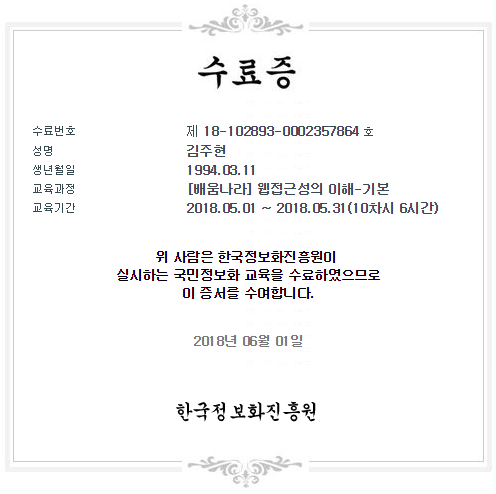 수료증
수료번호 제 18-102893-0002357864 호
성명 김주현
생년월일 1994.03.11
교육과정 [배움나라] 웹접근성의 이해-기본
교육기간 2018.05.01 ~ 2018.05.31(10차시 6시간)
위 사람은 한국정보화진흥원이
실시하는 국민정보화 교육을 수료하였으므로
이 증서를 수여합니다.
2018년 06월 01일
한국정보화진흥원